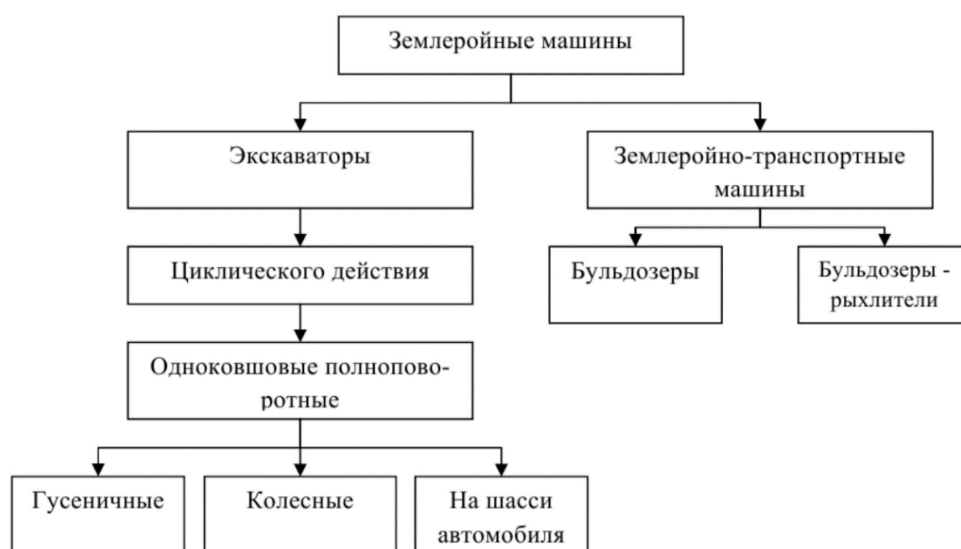 Землеройные машины
Экскаваторы
Землеройно-транспортные
машины
Циклического действия
Бульдозеры
Бульдозеры -
рыхлители
Одноковшовые полнопово-
ротные
Гусеничные
Колесные
На шасси
автомобиля